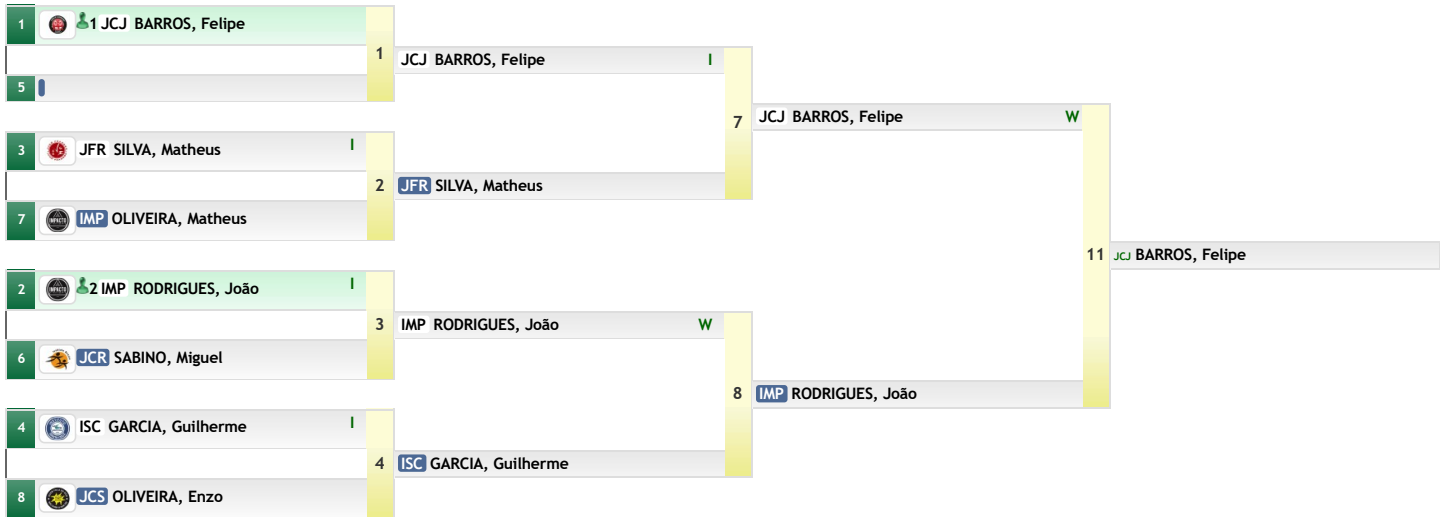 1 1 JCJ BARROS, Felipe
1
JCJ BARROS, Felipe I
5
7
JCJ BARROS, Felipe W
3 JFR SILVA, Matheus I
2
JFR SILVA, Matheus
7 IMPACTO IMP OLIVEIRA, Matheus
11 JCJ BARROS, Felipe
2 IMPACTO 2 IMP RODRIGUES, João I
3
IMP RODRIGUES, João W
6 JCR SABINO, Miguel
8
IMP RODRIGUES, João
4 ISC GARCIA, Guilherme I
4
ISC GARCIA, Guilherme
8 JCS OLIVEIRA, Enzo